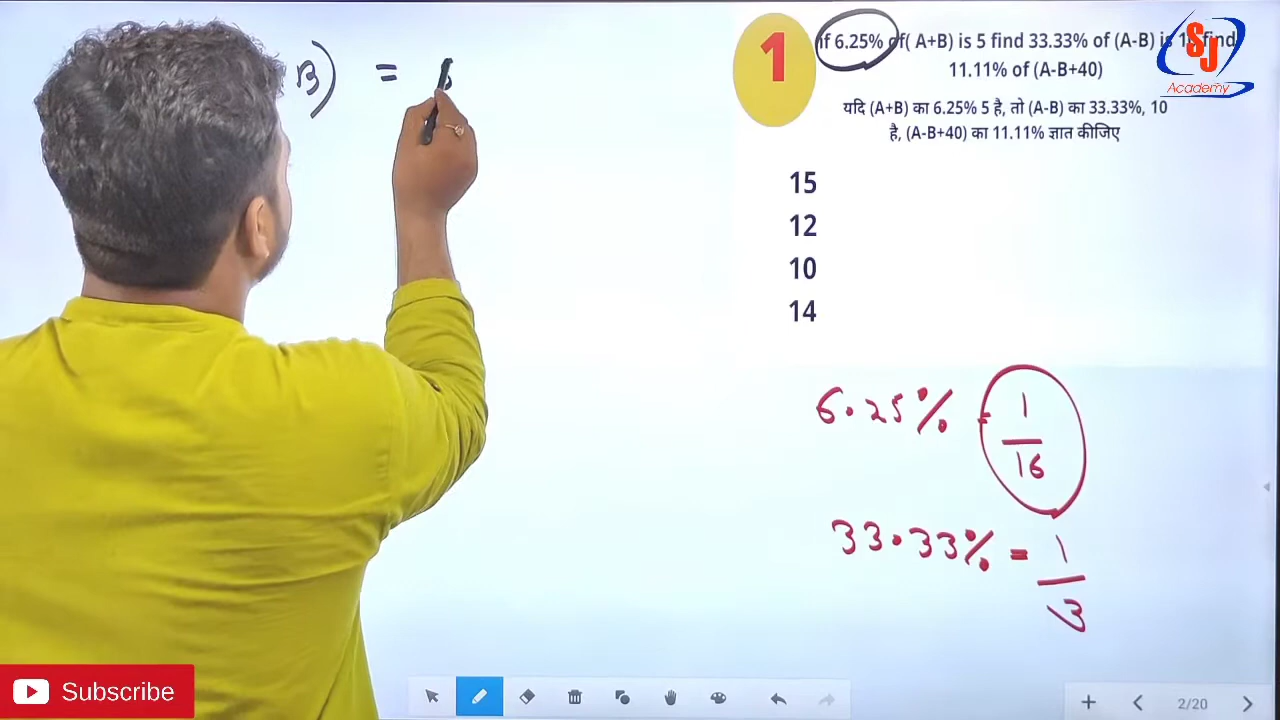 1
If 6.25% of( A+B) is 5 find 33.33% of (A-B) is find
11.11% of (A-B+40)
यदि (A+B) का 6.25% 5 है, तो (A-B) का 33.33%, 10
है, (A-B+40) का 11.11% ज्ञात कीजिए
15
12
10
14
B) =
6.25% = 1/16
33.33% = 1/3
SJ
Academy
Subscribe
2/20